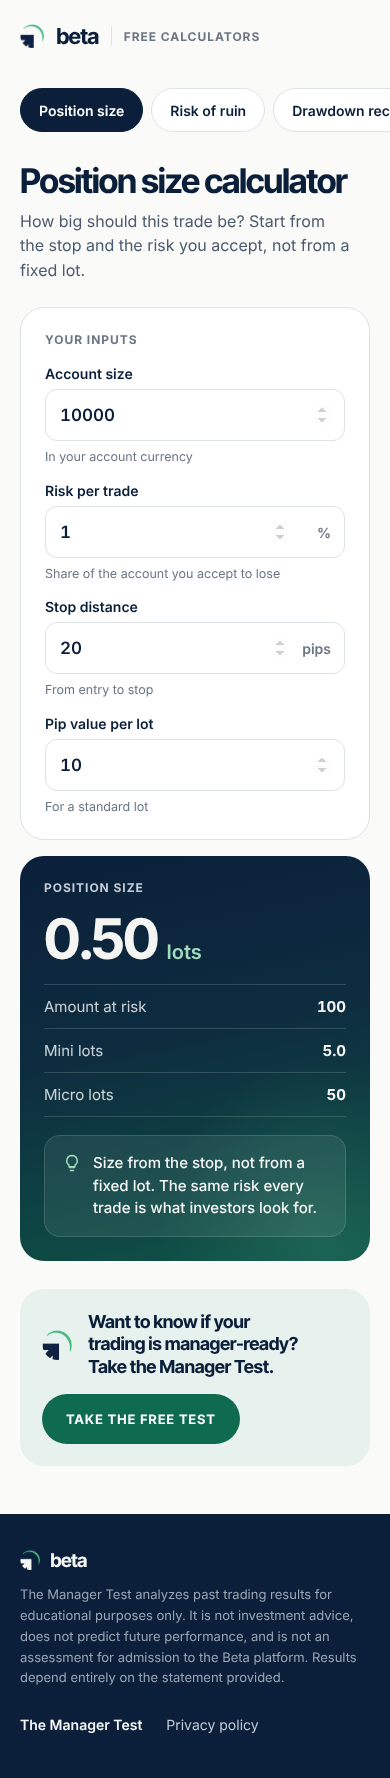 beta
FREE CALCULATORS
Position size
Risk of ruin
Drawdown rec
Position size calculator
How big should this trade be? Start from
the stop and the risk you accept, not from a
fixed lot.
YOUR INPUTS
Account size
10000
In your account currency
Risk per trade
1 %
Share of the account you accept to lose
Stop distance
20 pips
From entry to stop
Pip value per lot
10
For a standard lot
POSITION SIZE
0.50 lots
Amount at risk 100
Mini lots 5.0
Micro lots 50
Size from the stop, not from a
fixed lot. The same risk every
trade is what investors look for.
Want to know if your
trading is manager-ready?
Take the Manager Test.
TAKE THE FREE TEST
beta
The Manager Test analyzes past trading results for
educational purposes only. It is not investment advice,
does not predict future performance, and is not an
assessment for admission to the Beta platform. Results
depend entirely on the statement provided.
The Manager Test
Privacy policy